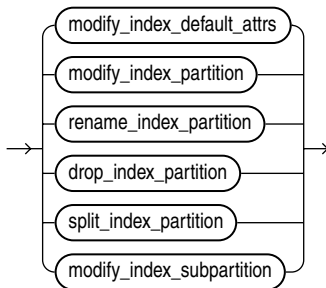 modify_index_default_attrs
modify_index_partition
rename_index_partition
drop_index_partition
split_index_partition
modify_index_subpartition